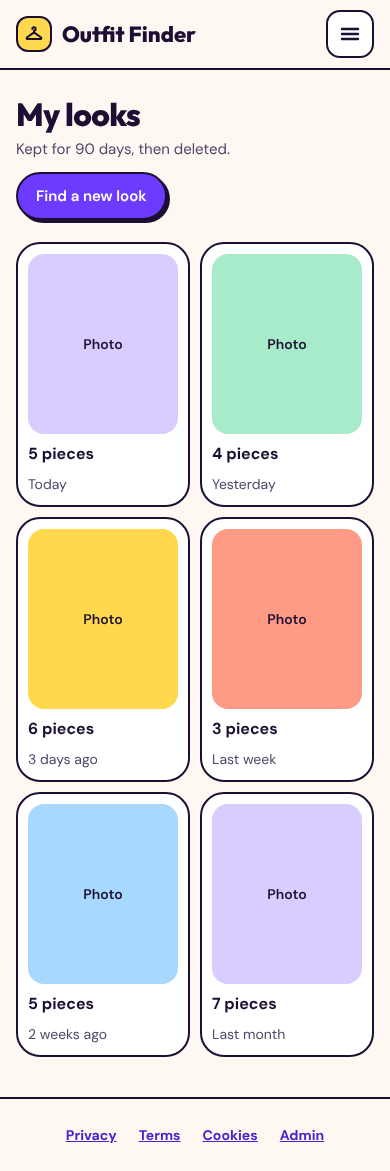 Outfit Finder
My looks
Kept for 90 days, then deleted.
Find a new look
Photo
5 pieces
Today
Photo
4 pieces
Yesterday
Photo
6 pieces
3 days ago
Photo
3 pieces
Last week
Photo
5 pieces
2 weeks ago
Photo
7 pieces
Last month
Privacy Terms Cookies Admin